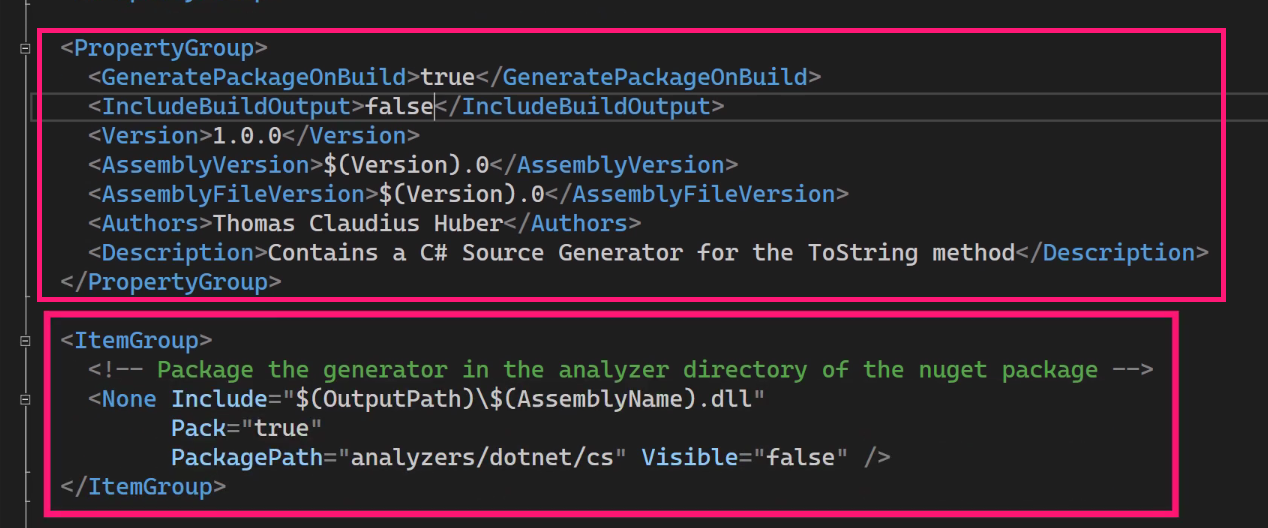 <PropertyGroup>
<GeneratePackageOnBuild>true</GeneratePackageOnBuild>
<IncludeBuildOutput>false</IncludeBuildOutput>
<Version>1.0.0</Version>
<AssemblyVersion>$(Version).0</AssemblyVersion>
<AssemblyFileVersion>$(Version).0</AssemblyFileVersion>
<Authors>Thomas Claudius Huber</Authors>
<Description>Contains a C# Source Generator for the ToString method</Description>
</PropertyGroup>
<ItemGroup>
<!-- Package the generator in the analyzer directory of the nuget package -->
<None Include="$(OutputPath)\$(AssemblyName).dll"
Pack="true"
PackagePath="analyzers/dotnet/cs" Visible="false" />
</ItemGroup>